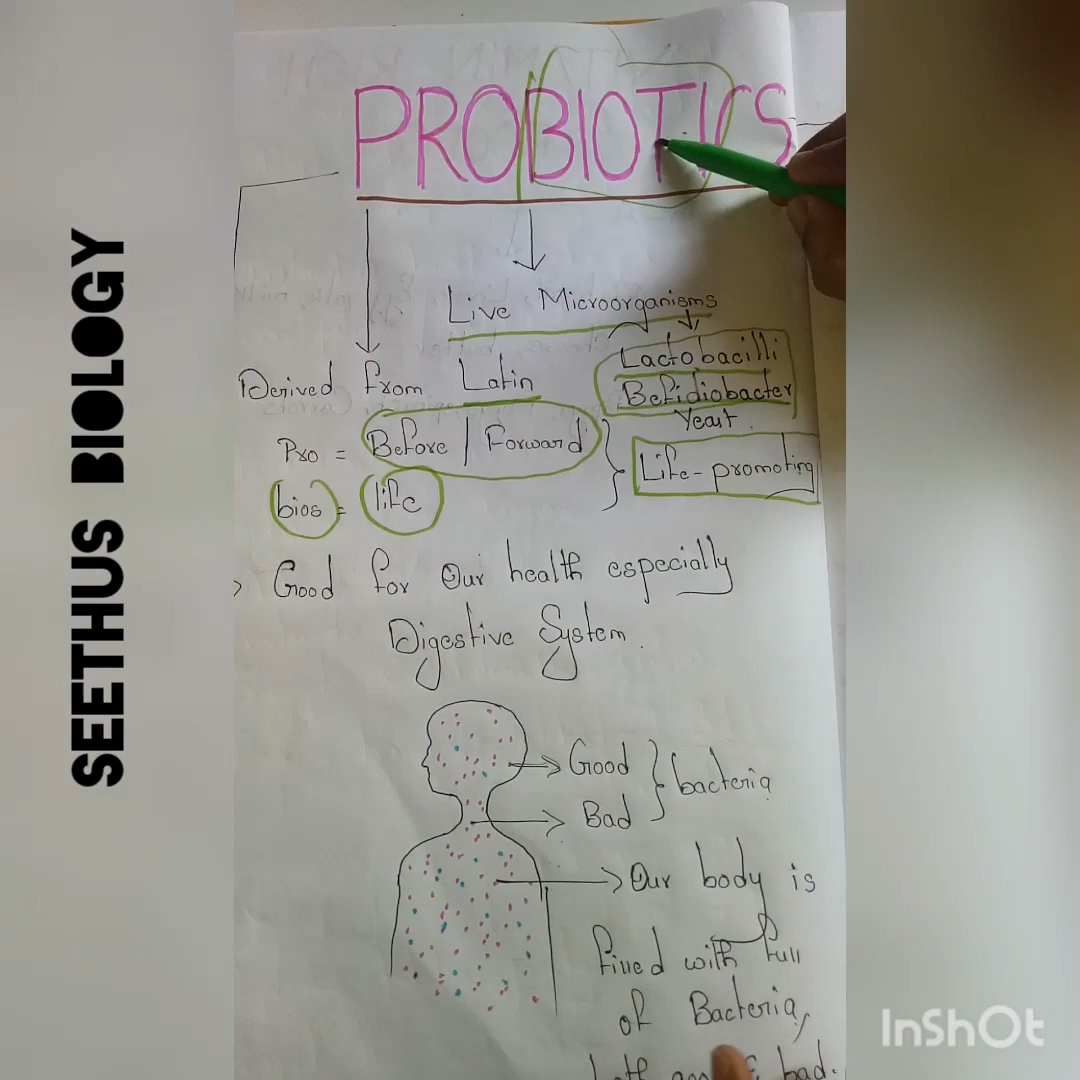 SEETHUS BIOLOGY
PROBIOTICS
Live Microorganisms
Lactobacilli
Befidiobacter
Yeast
Derived from Latin
Pro = Before / Forward
bios = life
Life-promoting
Good for Our health especially
Digestive System.
Good
Bad
bacteria
Our body is
filled with full
of Bacteria,
bad.
InShOt